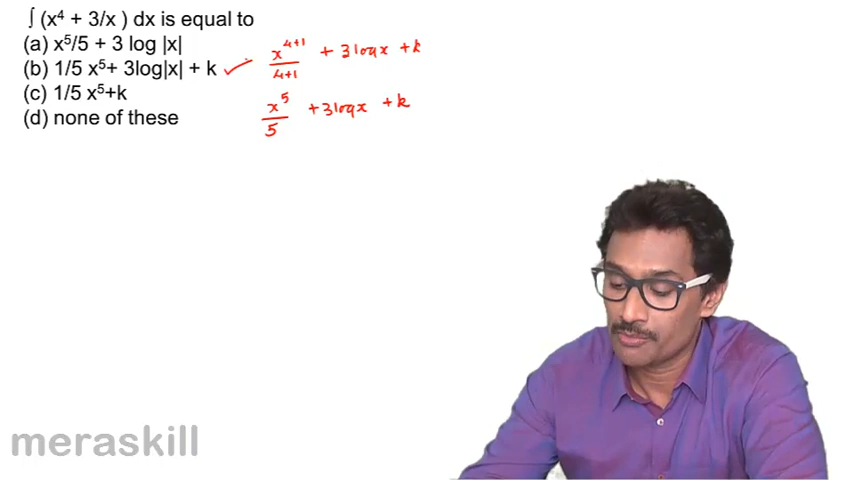 ∫ (x⁴ + 3/x ) dx is equal to
(a) x⁵/5 + 3 log |x|
(b) 1/5 x⁵+ 3log|x| + k
(c) 1/5 x⁵+k
(d) none of these
x⁴⁺¹/4+1 + 3logx + k
x⁵/5 + 3logx + k
meraskill